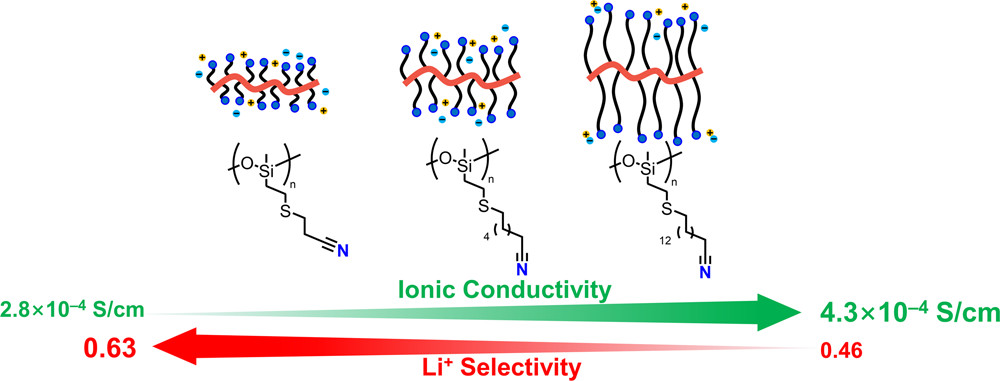 O Si n S N
O Si n S 4 N
O Si n S 12 N
Ionic Conductivity
2.8×10⁻⁴ S/cm 4.3×10⁻⁴ S/cm
0.63 0.46
Li⁺ Selectivity